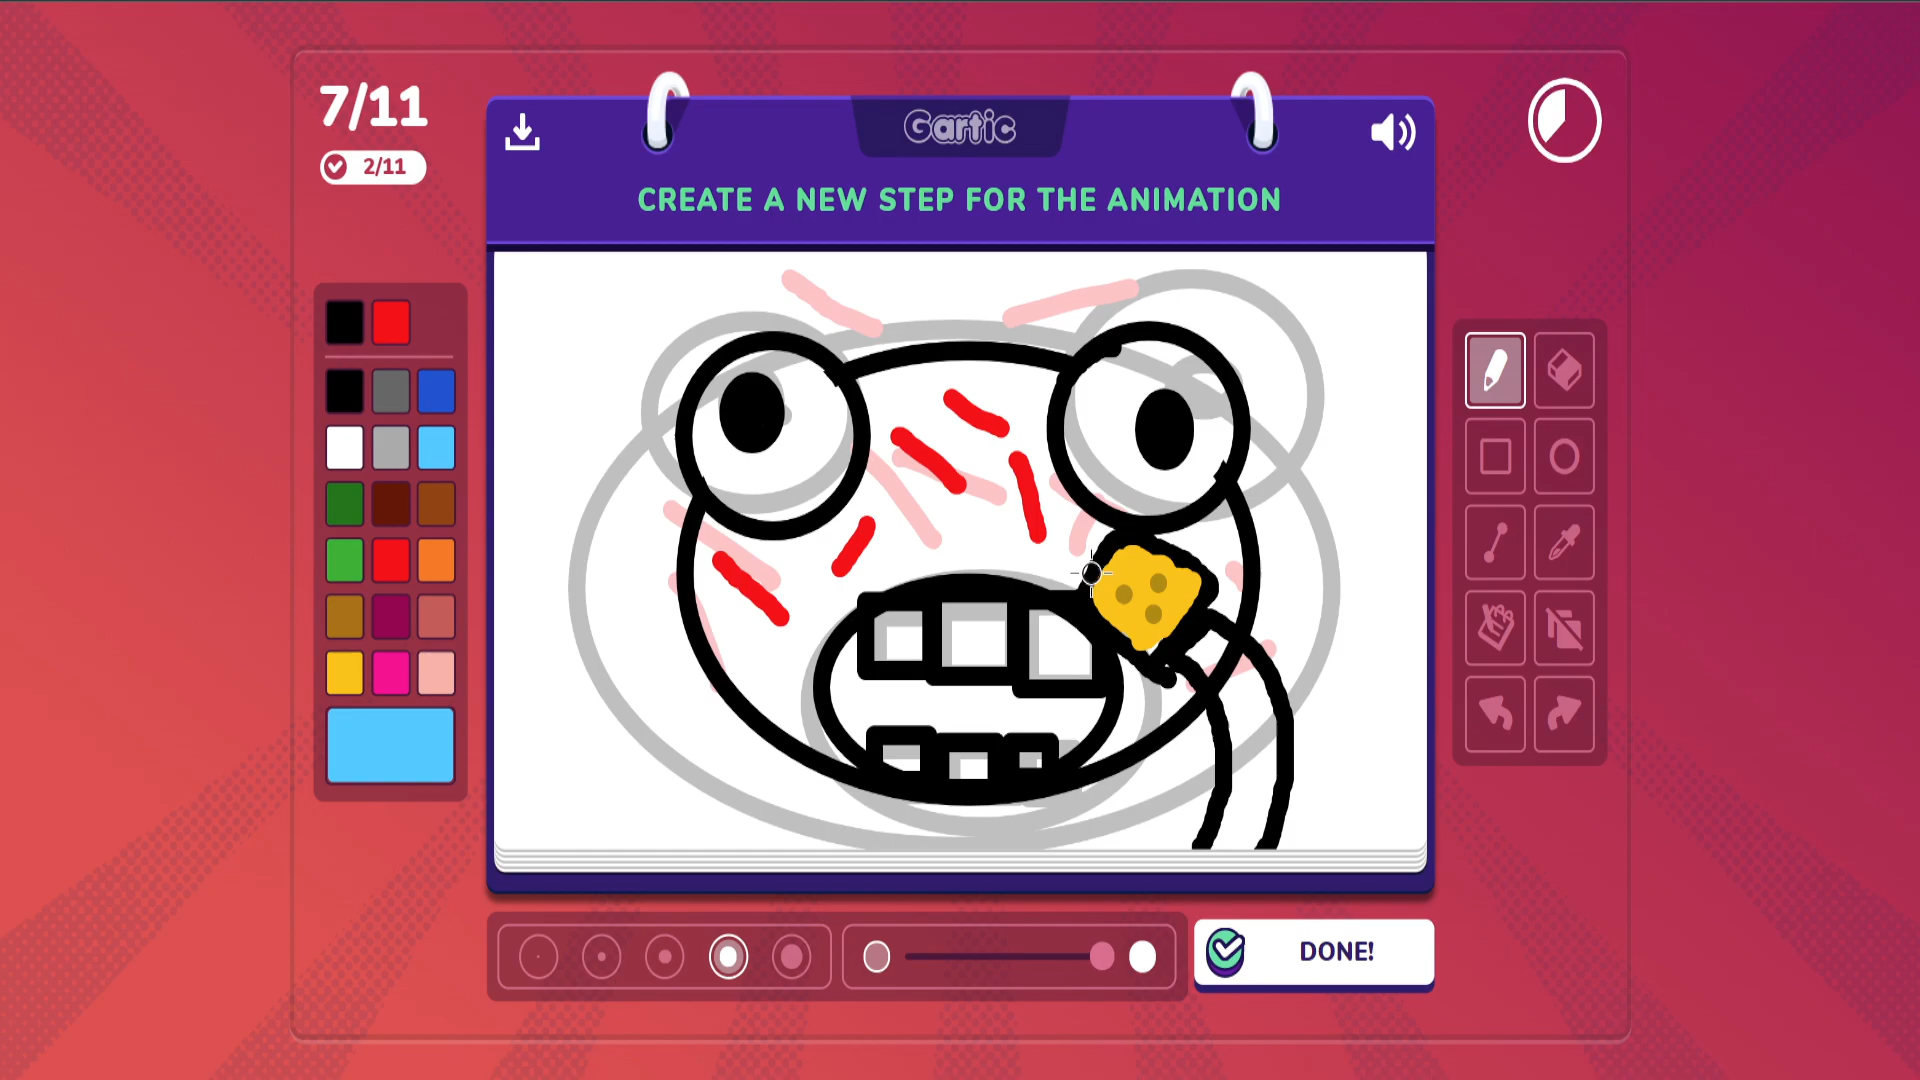 7/11
2/11
Gartic
CREATE A NEW STEP FOR THE ANIMATION
DONE!